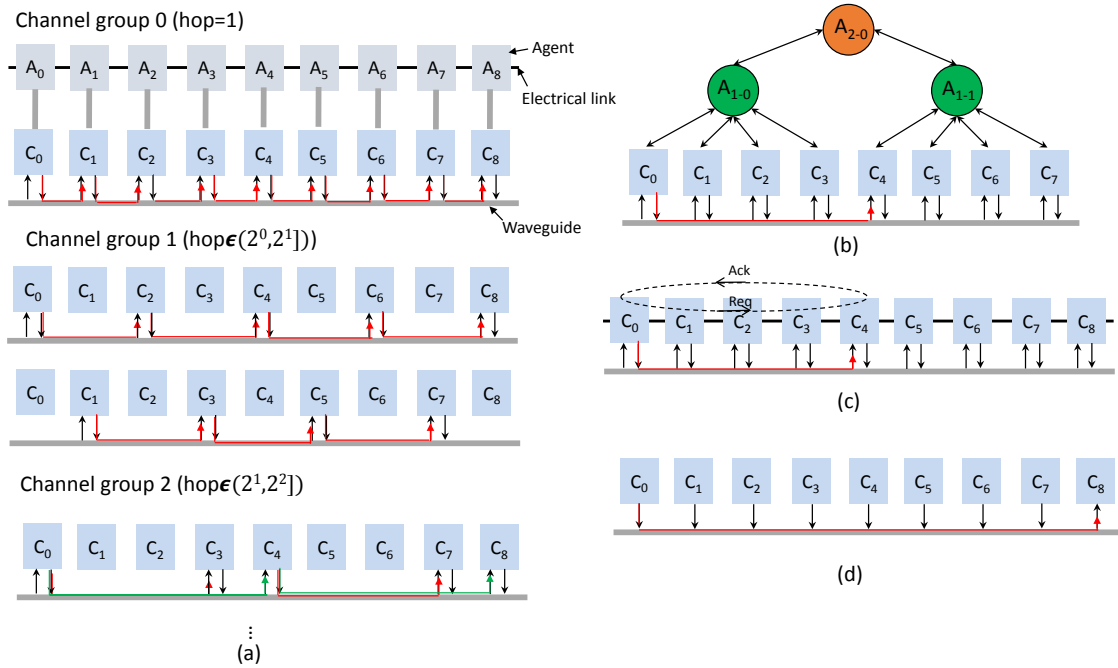 Channel group 0 (hop=1)
Agent
A0 A1 A2 A3 A4 A5 A6 A7 A8
Electrical link
C0 C1 C2 C3 C4 C5 C6 C7 C8
Waveguide
Channel group 1 (hopϵ(2^0,2^1]))
C0 C1 C2 C3 C4 C5 C6 C7 C8
C0 C1 C2 C3 C4 C5 C6 C7 C8
Channel group 2 (hopϵ(2^1,2^2])
C0 C1 C2 C3 C4 C5 C6 C7 C8
⋮
(a)
A2-0
A1-0 A1-1
C0 C1 C2 C3 C4 C5 C6 C7
(b)
Ack
Req
C0 C1 C2 C3 C4 C5 C6 C7 C8
(c)
C0 C1 C2 C3 C4 C5 C6 C7 C8
(d)